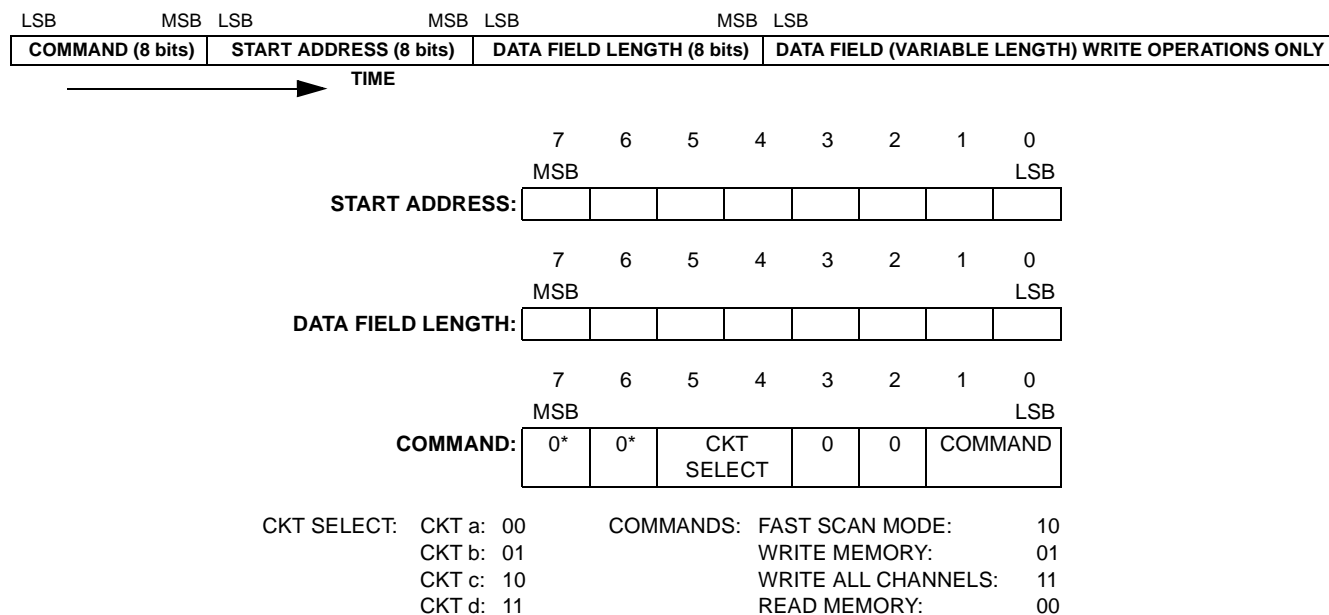 LSB MSB LSB MSB LSB MSB LSB
COMMAND (8 bits) START ADDRESS (8 bits) DATA FIELD LENGTH (8 bits) DATA FIELD (VARIABLE LENGTH) WRITE OPERATIONS ONLY
TIME
7 6 5 4 3 2 1 0
MSB LSB
START ADDRESS:
7 6 5 4 3 2 1 0
MSB LSB
DATA FIELD LENGTH:
7 6 5 4 3 2 1 0
MSB LSB
COMMAND: 0* 0* CKT 0 0 COMMAND
SELECT
CKT SELECT: CKT a: 00 COMMANDS: FAST SCAN MODE: 10
CKT b: 01 WRITE MEMORY: 01
CKT c: 10 WRITE ALL CHANNELS: 11
CKT d: 11 READ MEMORY: 00